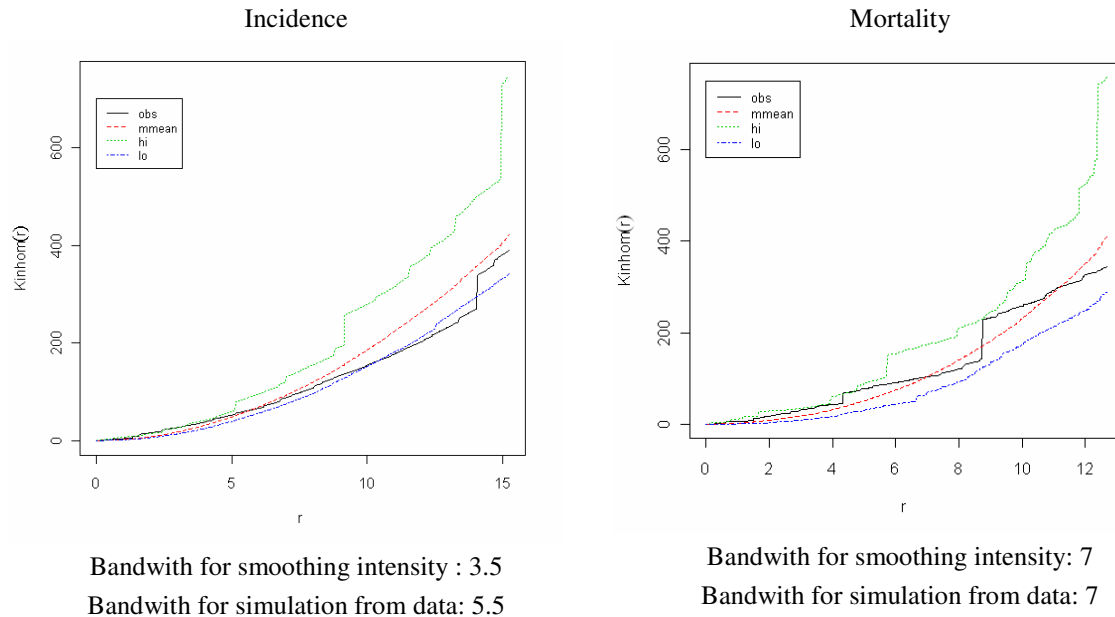 Incidence
obs
mmean
hi
lo
Kinhom(r)
0 200 400 600
0 5 10 15
r
Bandwith for smoothing intensity : 3.5
Bandwith for simulation from data: 5.5
Mortality
obs
mmean
hi
lo
Kinhom(r)
0 200 400 600
0 2 4 6 8 10 12
r
Bandwith for smoothing intensity: 7
Bandwith for simulation from data: 7